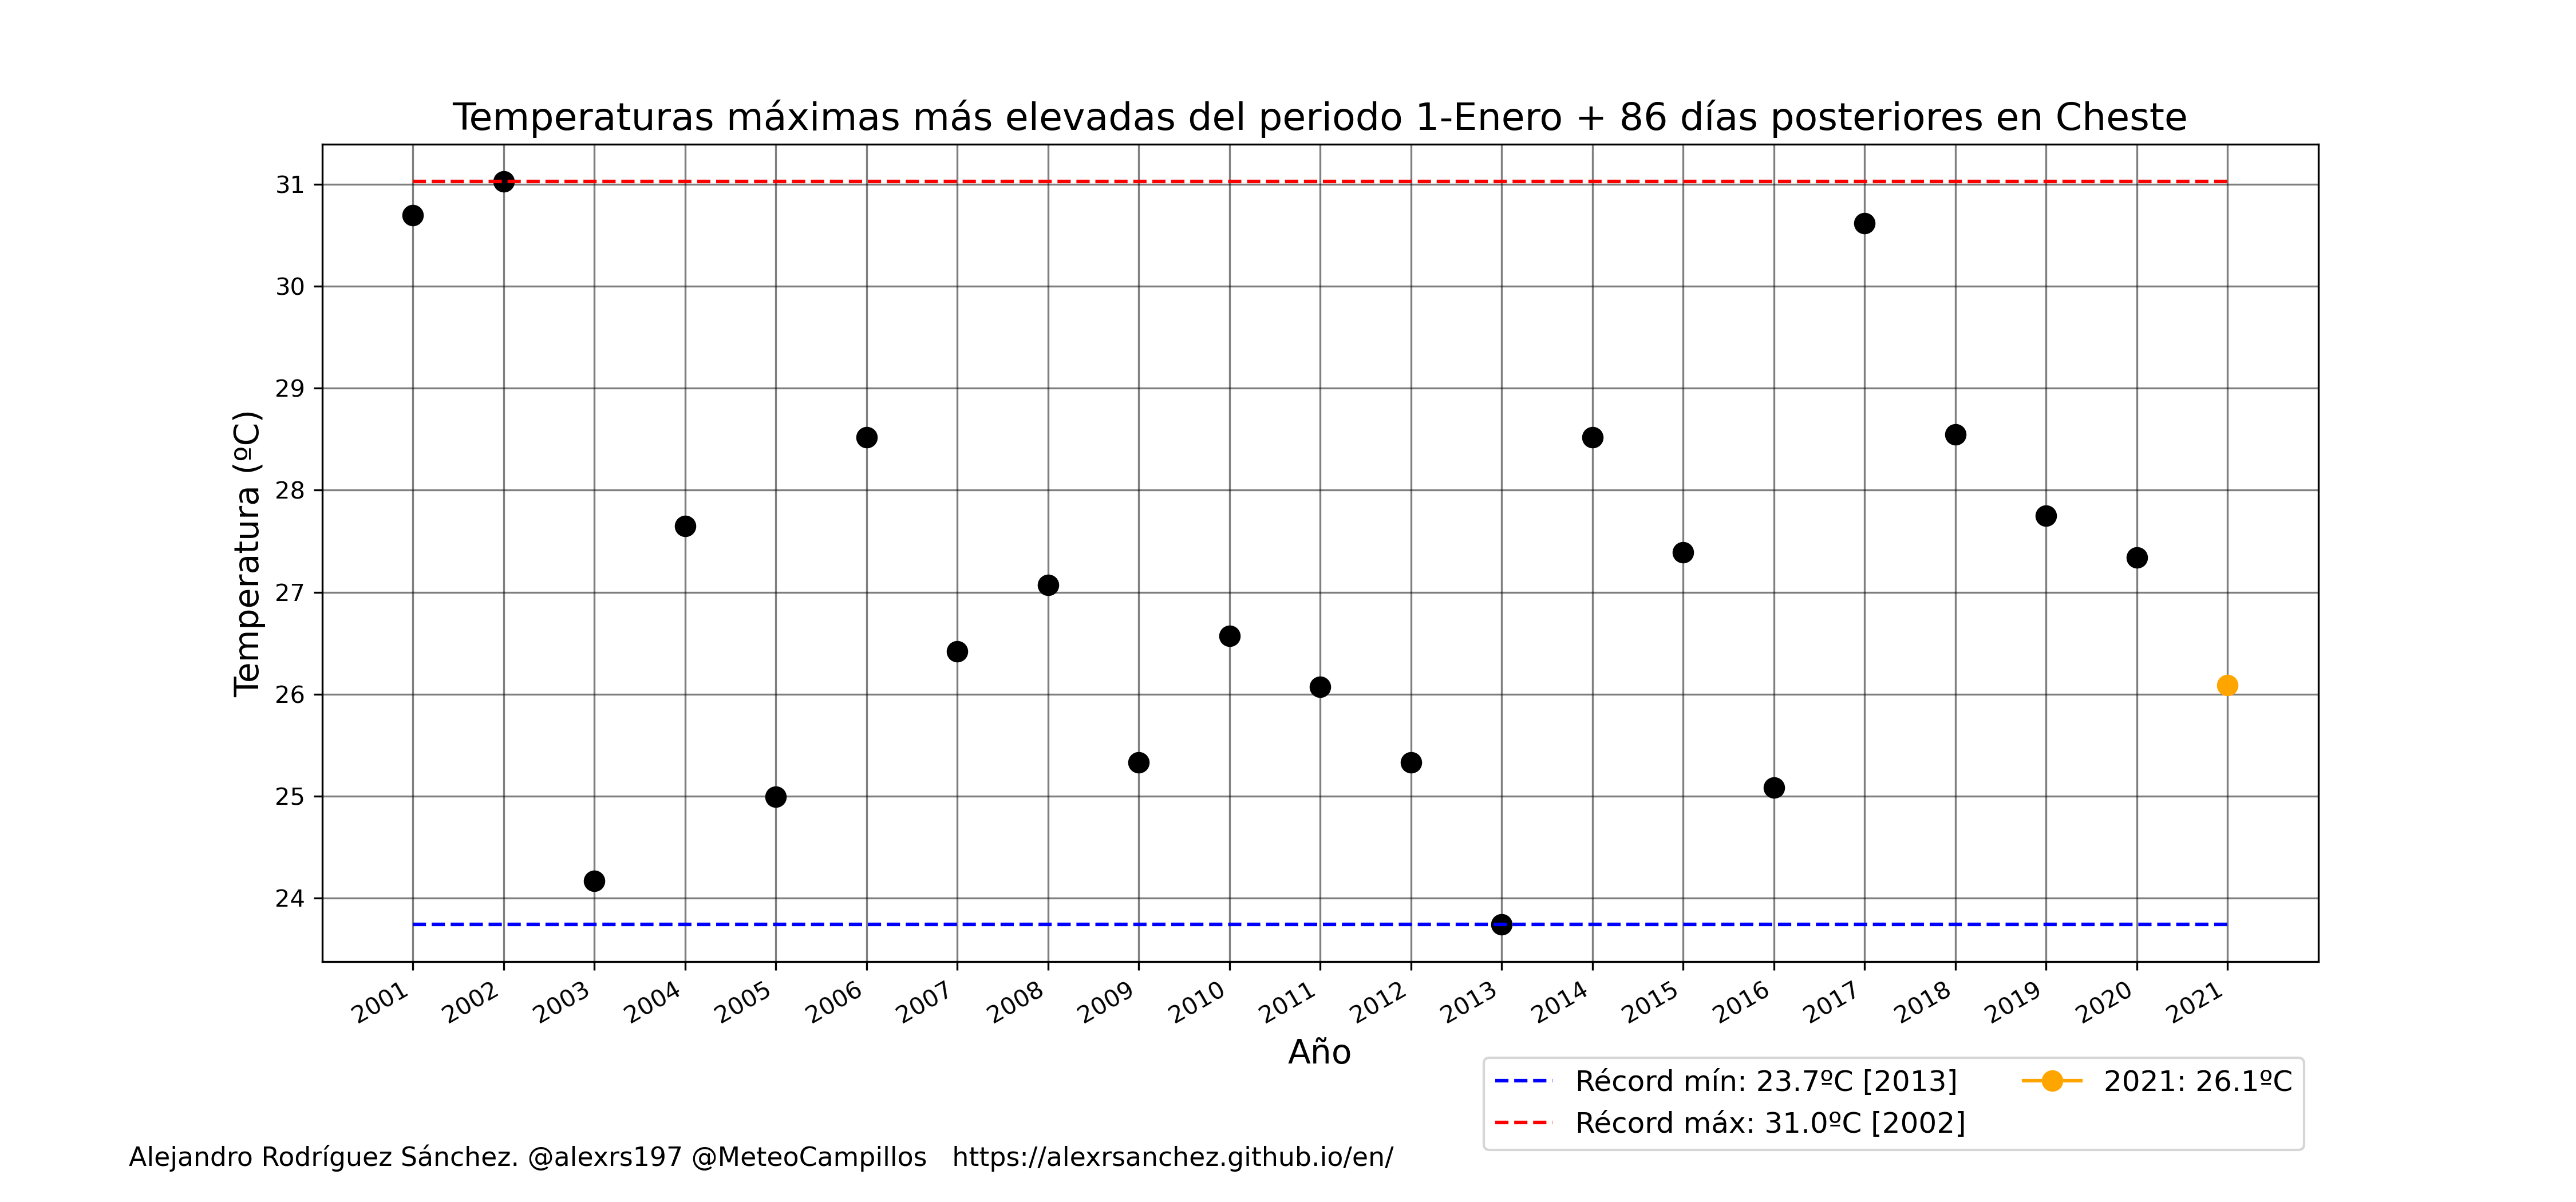 Temperaturas máximas más elevadas del periodo 1-Enero + 86 días posteriores en Cheste
Temperatura (ºC)
31
30
29
28
27
26
25
24
2001 2002 2003 2004 2005 2006 2007 2008 2009 2010 2011 2012 2013 2014 2015 2016 2017 2018 2019 2020 2021
Año
Récord mín: 23.7ºC [2013]
Récord máx: 31.0ºC [2002]
2021: 26.1ºC
Alejandro Rodríguez Sánchez. @alexrs197 @MeteoCampillos https://alexrsanchez.github.io/en/